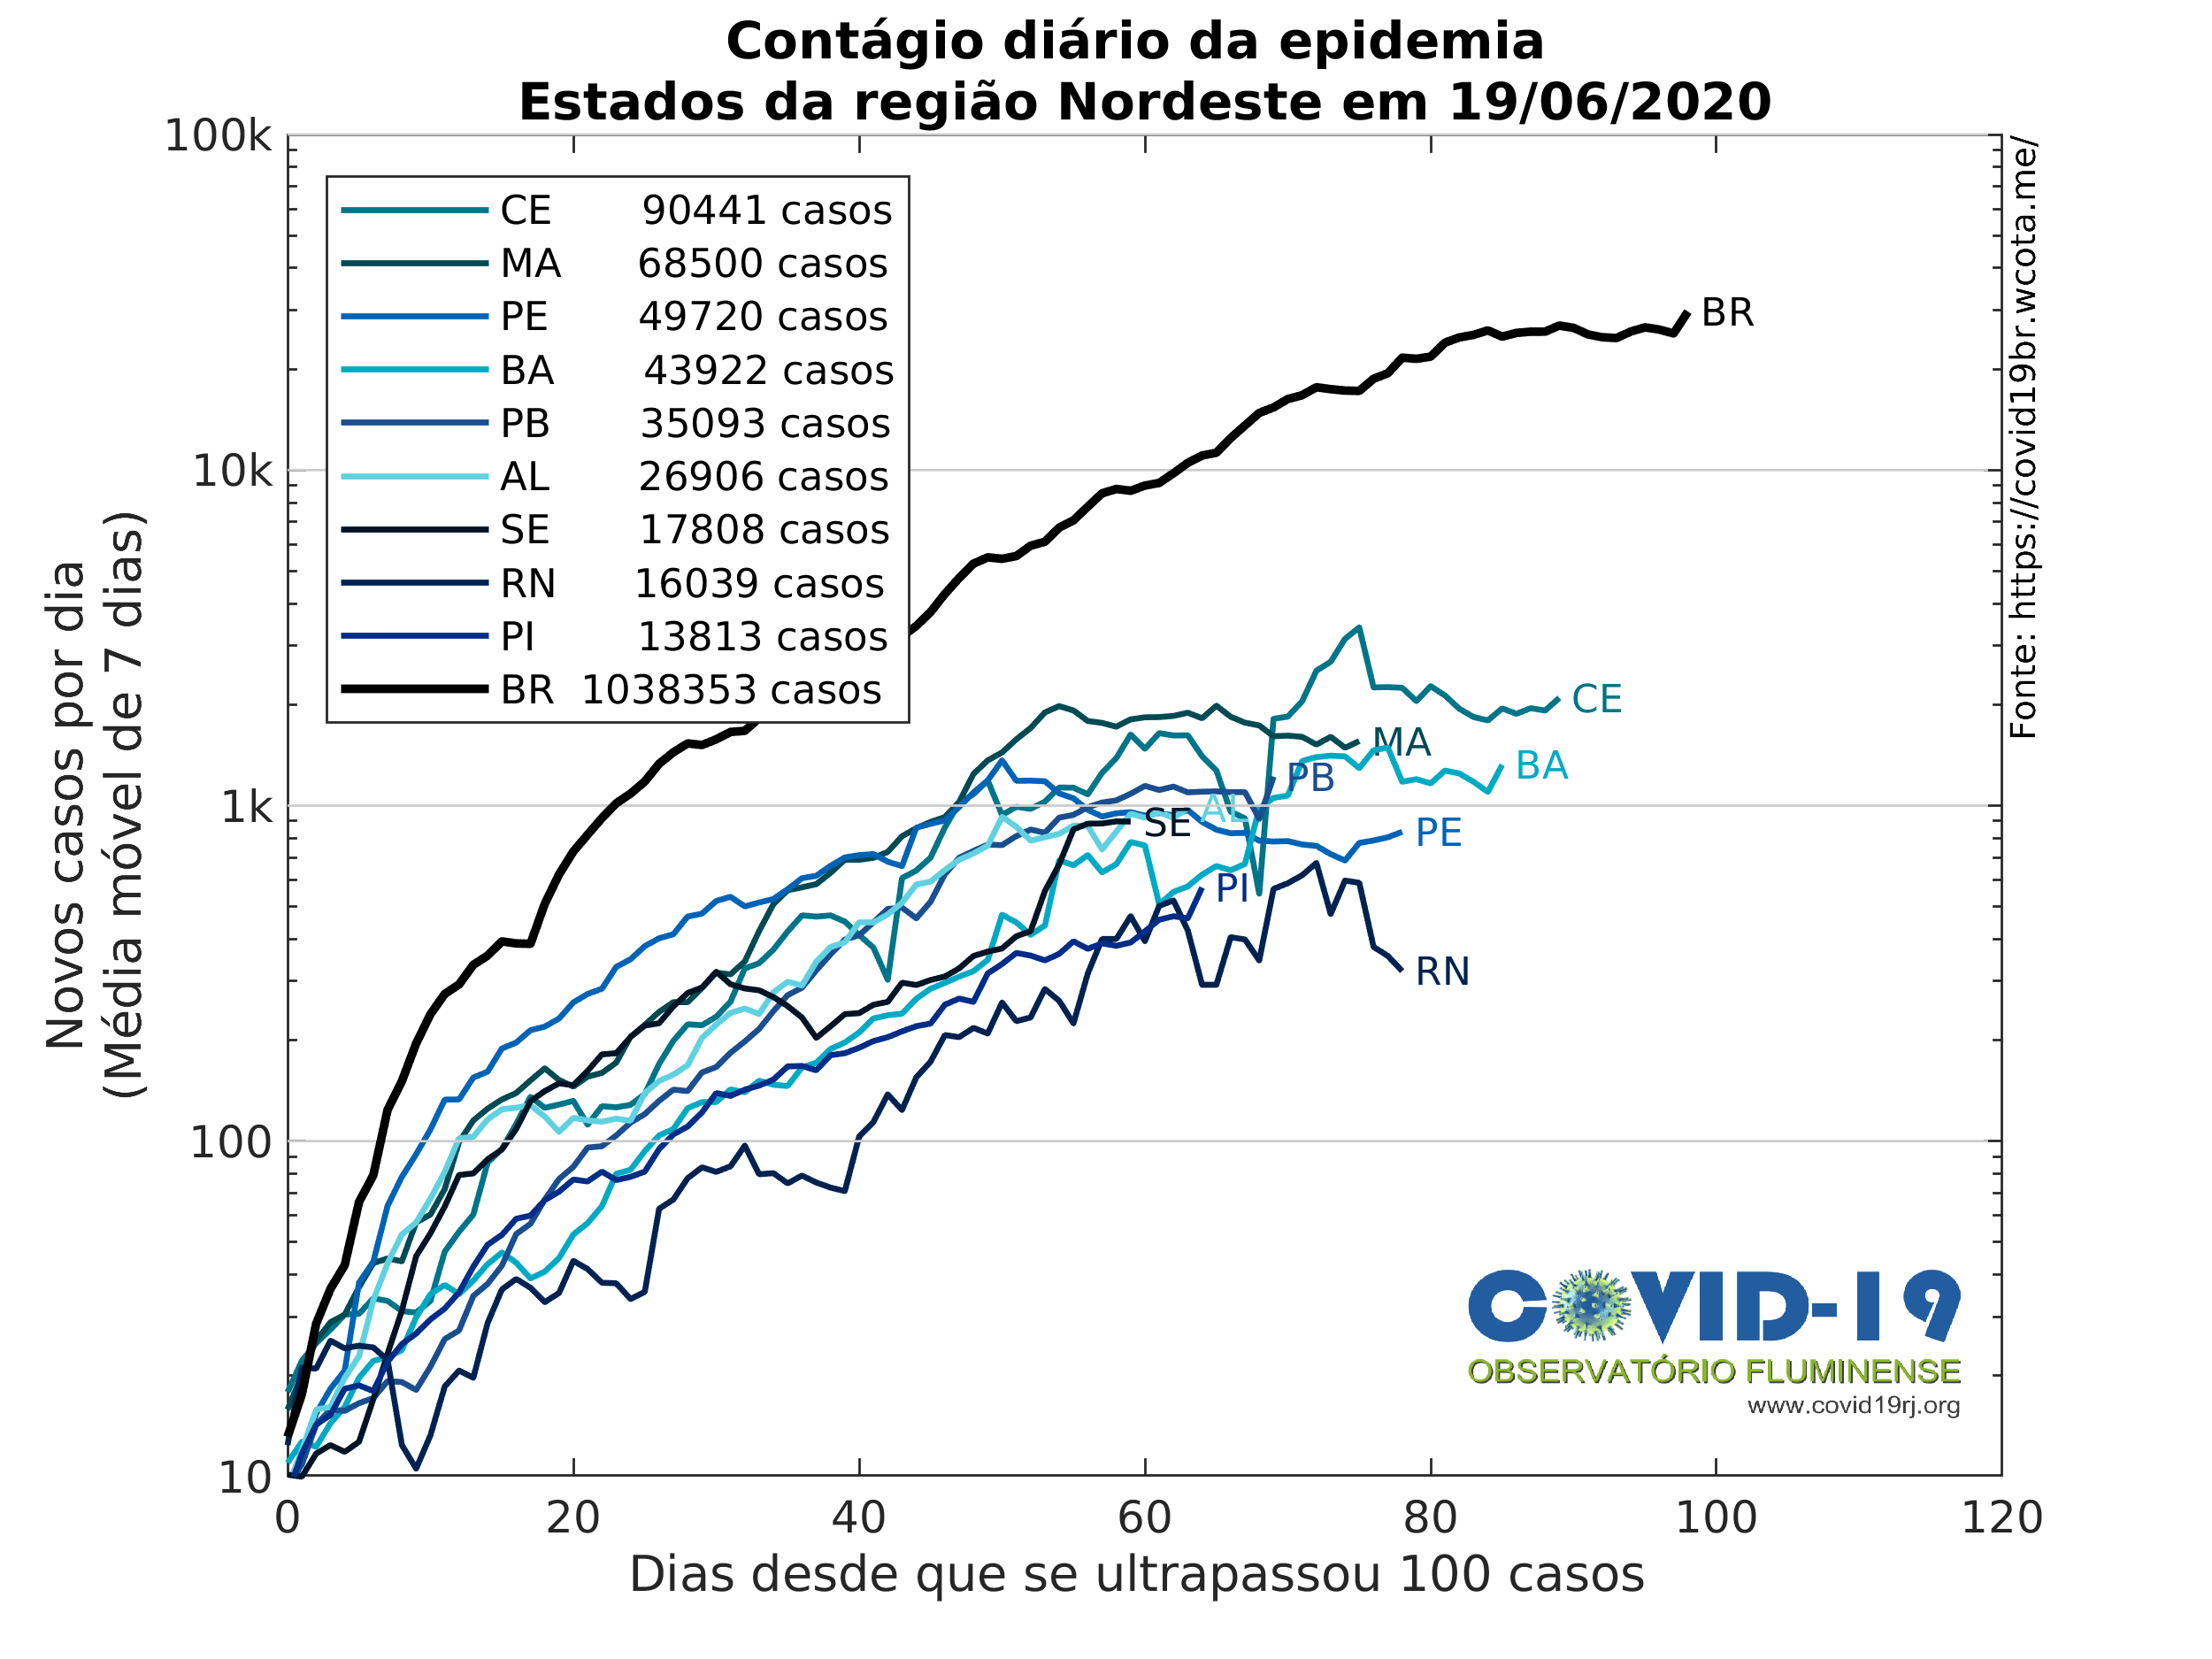 Contágio diário da epidemia
Estados da região Nordeste em 19/06/2020
100k
10k
1k
100
10
Novos casos por dia
(Média móvel de 7 dias)
CE 90441 casos
MA 68500 casos
PE 49720 casos
BA 43922 casos
PB 35093 casos
AL 26906 casos
SE 17808 casos
RN 16039 casos
PI 13813 casos
BR 1038353 casos
BR
CE
MA
BA
PB
AL
SE
PE
PI
RN
Fonte: https://covid19br.wcota.me/
COVID-19
OBSERVATÓRIO FLUMINENSE
www.covid19rj.org
0 20 40 60 80 100 120
Dias desde que se ultrapassou 100 casos